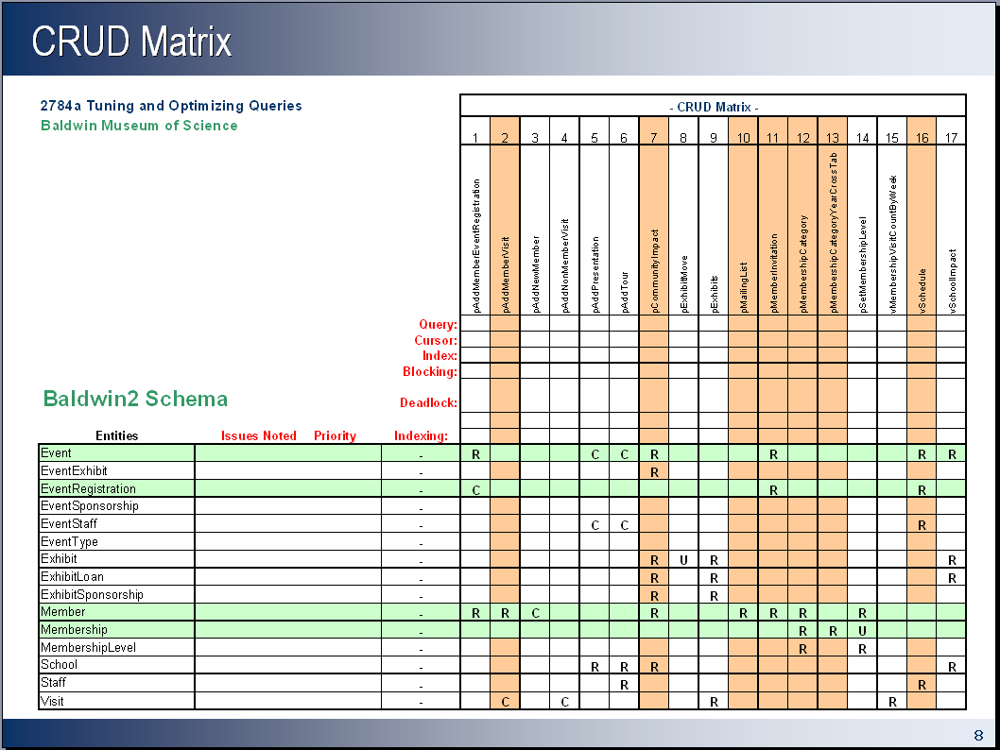 CRUD Matrix
2784a Tuning and Optimizing Queries
Baldwin Museum of Science
- CRUD Matrix -
1 2 3 4 5 6 7 8 9 10 11 12 13 14 15 16 17
pAddMemberEventRegistration
pAddMemberVisit
pAddNewMember
pAddNonMemberVisit
pAddPresentation
pAddTour
pCommunityImpact
pExhibitMove
pExhibits
pMailingList
pMemberInvitation
pMembershipCategory
pMembershipCategoryYearCrossTab
pSetMembershipLevel
vMembershipVisitCountByWeek
vSchedule
vSchoolImpact
Query:
Cursor:
Index:
Blocking:
Baldwin2 Schema
Deadlock:
Entities Issues Noted Priority Indexing:
Event - R C C R R R R
EventExhibit - R
EventRegistration - C R R
EventSponsorship -
EventStaff - C C R
EventType -
Exhibit - R U R R
ExhibitLoan - R R R
ExhibitSponsorship - R R
Member - R R C R R R R R
Membership - R R U
MembershipLevel - R R
School - R R R R
Staff - R R
Visit - C C R R
8